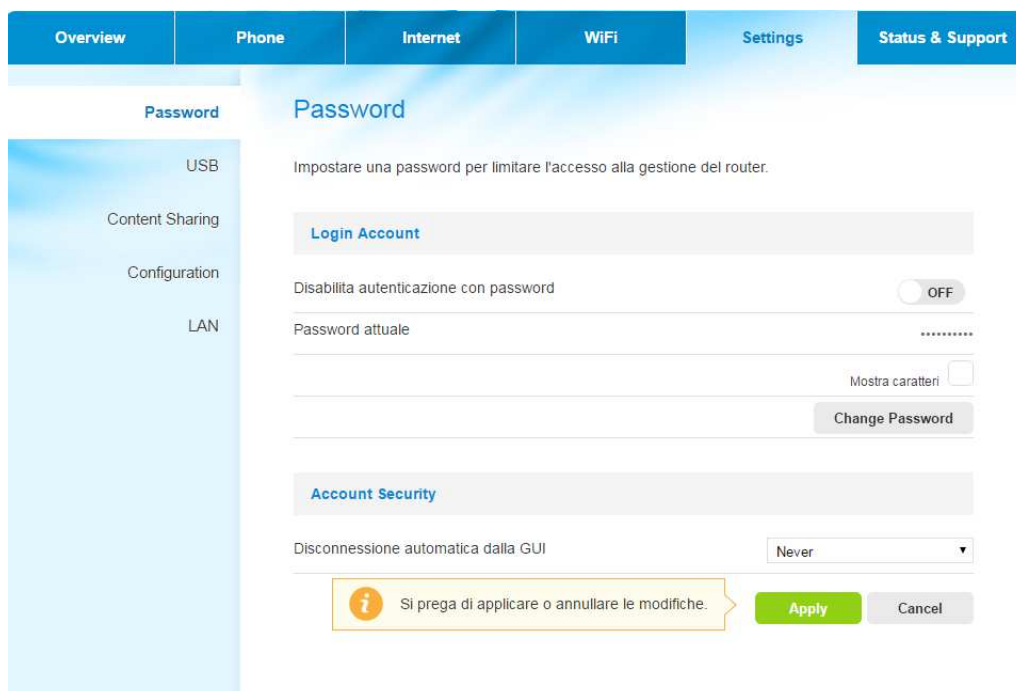 Overview Phone Internet WiFi Settings Status & Support
Password
USB
Content Sharing
Configuration
LAN
Password
Impostare una password per limitare l'accesso alla gestione del router.
Login Account
Disabilita autenticazione con password OFF
Password attuale ••••••••••
Mostra caratteri
Change Password
Account Security
Disconnessione automatica dalla GUI Never
Si prega di applicare o annullare le modifiche. Apply Cancel